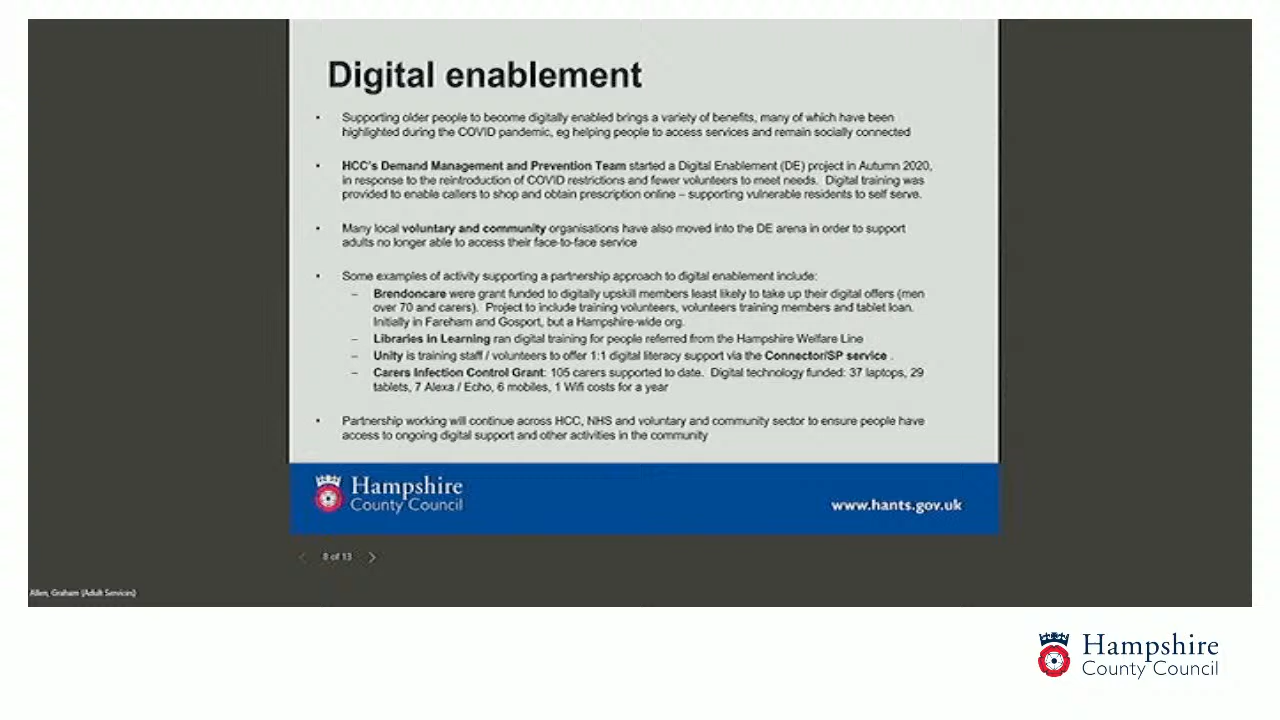 Digital enablement
• Supporting older people to become digitally enabled brings a variety of benefits, many of which have been
highlighted during the COVID pandemic, eg helping people to access services and remain socially connected
• HCC's Demand Management and Prevention Team started a Digital Enablement (DE) project in Autumn 2020,
in response to the reintroduction of COVID restrictions and fewer volunteers to meet needs. Digital training was
provided to enable callers to shop and obtain prescription online – supporting vulnerable residents to self serve.
• Many local voluntary and community organisations have also moved into the DE arena in order to support
adults no longer able to access their face-to-face service
• Some examples of activity supporting a partnership approach to digital enablement include:
– Brendoncare were grant funded to digitally upskill members least likely to take up their digital offers (men
over 70 and carers). Project to include training volunteers, volunteers training members and tablet loan.
Initially in Fareham and Gosport, but a Hampshire-wide org.
– Libraries in Learning ran digital training for people referred from the Hampshire Welfare Line
– Unity is training staff / volunteers to offer 1:1 digital literacy support via the Connector/SP service .
– Carers Infection Control Grant: 105 carers supported to date. Digital technology funded: 37 laptops, 29
tablets, 7 Alexa / Echo, 6 mobiles, 1 Wifi costs for a year
• Partnership working will continue across HCC, NHS and voluntary and community sector to ensure people have
access to ongoing digital support and other activities in the community
Hampshire
County Council
www.hants.gov.uk
8 of 13
Allen, Graham (Adult Services)
Hampshire
County Council